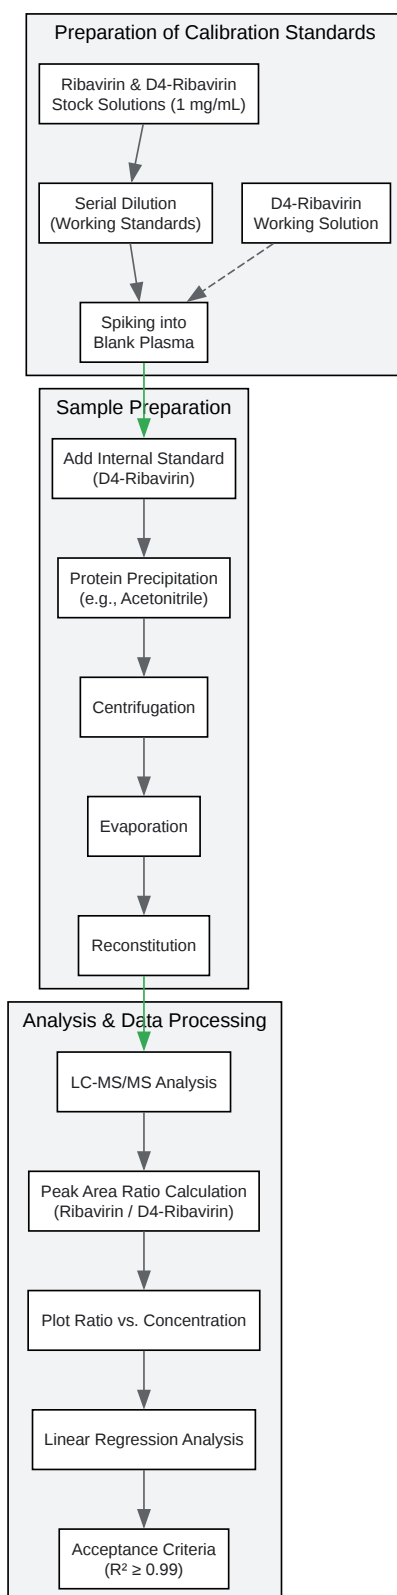 Preparation of Calibration Standards
Ribavirin & D4-Ribavirin
Stock Solutions (1 mg/mL)
Serial Dilution
(Working Standards)
D4-Ribavirin
Working Solution
Spiking into
Blank Plasma
Sample Preparation
Add Internal Standard
(D4-Ribavirin)
Protein Precipitation
(e.g., Acetonitrile)
Centrifugation
Evaporation
Reconstitution
Analysis & Data Processing
LC-MS/MS Analysis
Peak Area Ratio Calculation
(Ribavirin / D4-Ribavirin)
Plot Ratio vs. Concentration
Linear Regression Analysis
Acceptance Criteria
(R² ≥ 0.99)